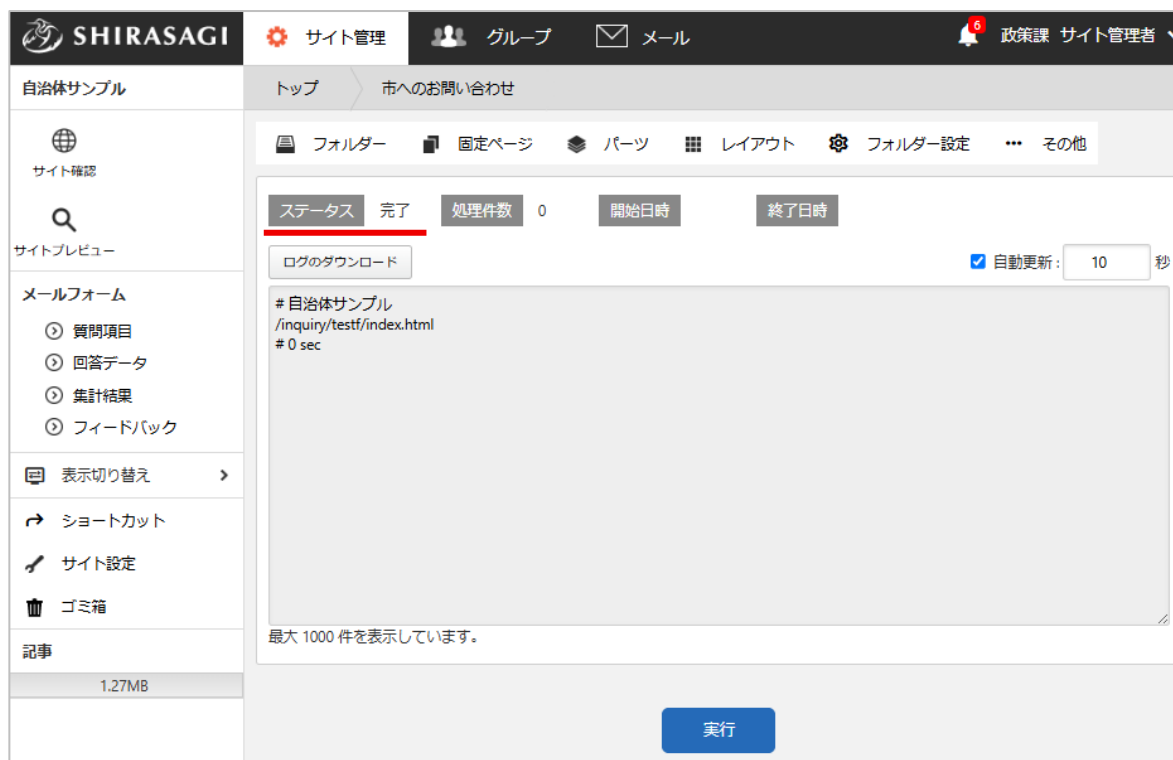 SHIRASAGI サイト管理 グループ メール 6 政策課 サイト管理者
自治体サンプル
トップ 市へのお問い合わせ
サイト確認
サイトプレビュー
フォルダー 固定ページ パーツ レイアウト フォルダー設定 ••• その他
ステータス 完了 処理件数 0 開始日時 終了日時
ログのダウンロード 自動更新 : 10 秒
# 自治体サンプル
/inquiry/testf/index.html
# 0 sec
最大 1000 件を表示しています。
メールフォーム
質問項目
回答データ
集計結果
フィードバック
表示切り替え
ショートカット
サイト設定
ゴミ箱
記事
1.27MB
実行